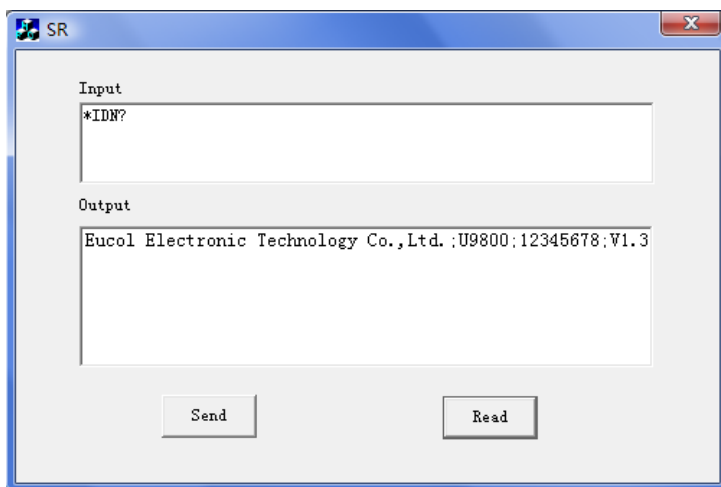 SR
Input
*IDN?
Output
Eucol Electronic Technology Co.,Ltd.;U9800;12345678;V1.3
Send
Read